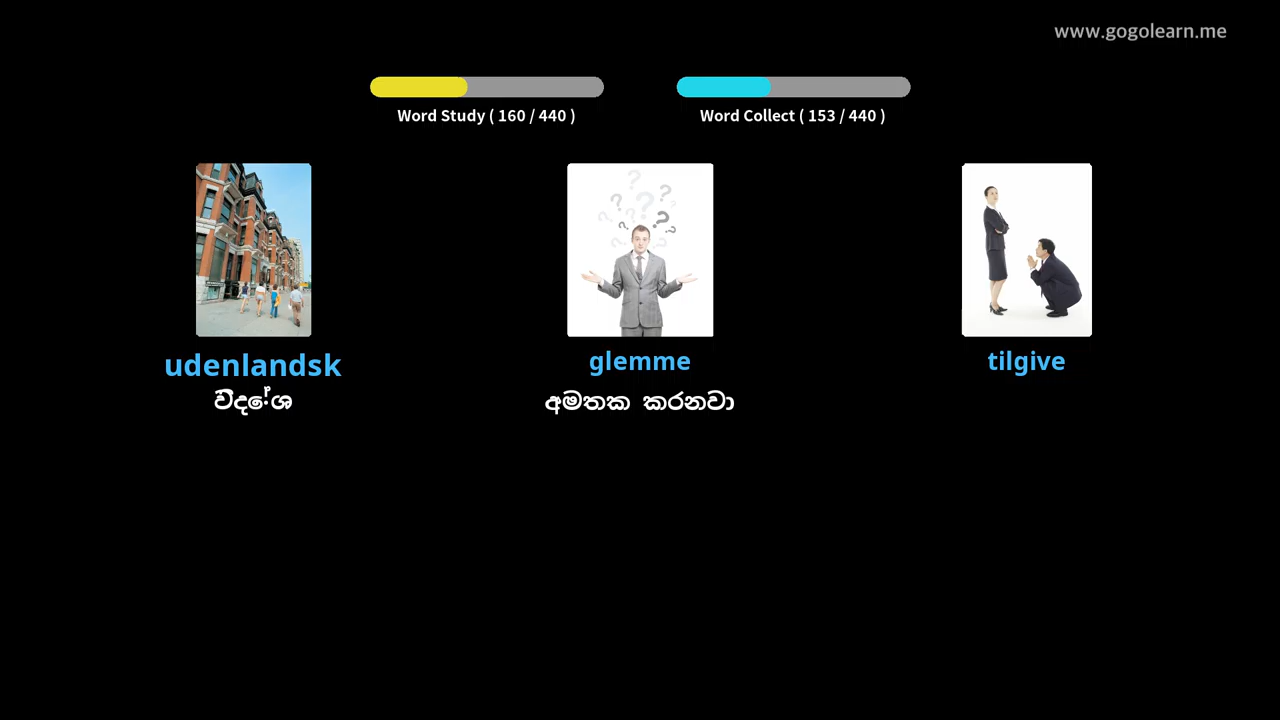 www.gogolearn.me
Word Study ( 160 / 440 )
Word Collect ( 153 / 440 )
udenlandsk
විදේශ
glemme
අමතක කරනවා
tilgive